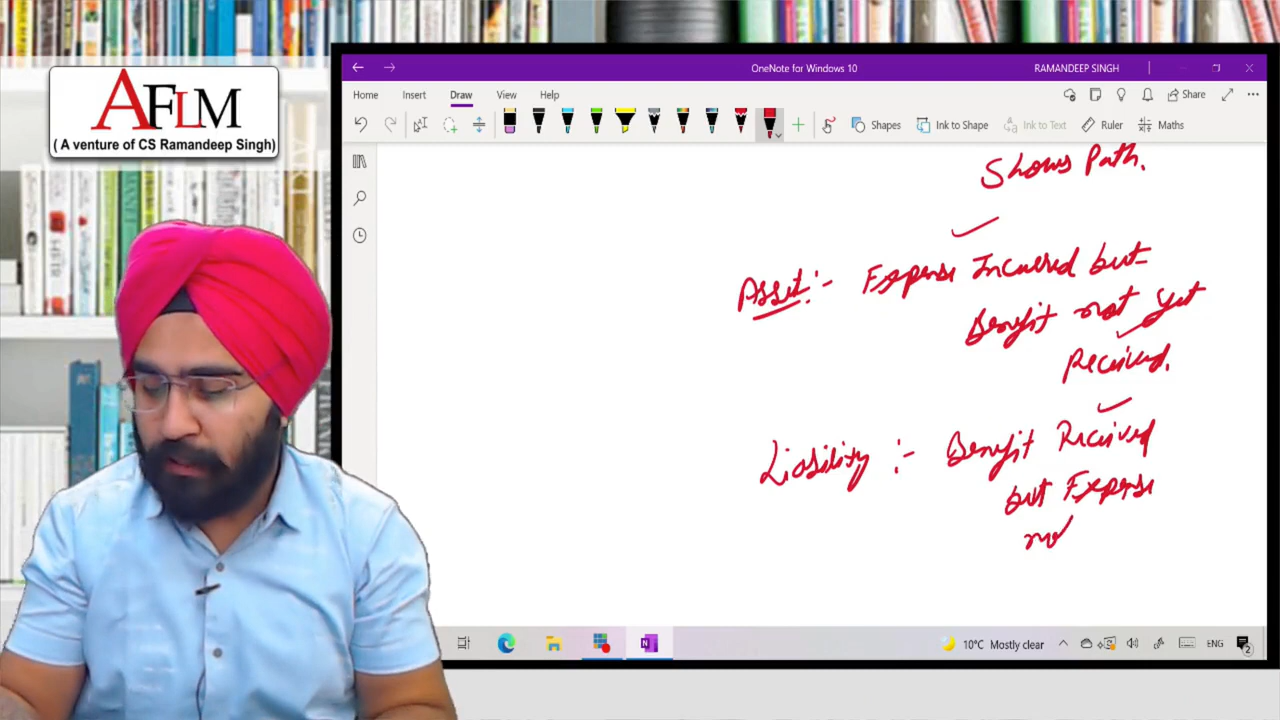 AFLM
( A venture of CS Ramandeep Singh)
OneNote for Windows 10
RAMANDEEP SINGH
Home Insert Draw View Help
Share
Shapes
Ink to Shape
Ink to Text
Ruler
Maths
Shows Path.
Asset :- Expense Incurred but
Benefit not yet
Received.
Liability :- Benefit Received
but Expense
no
10°C Mostly clear
ENG
2